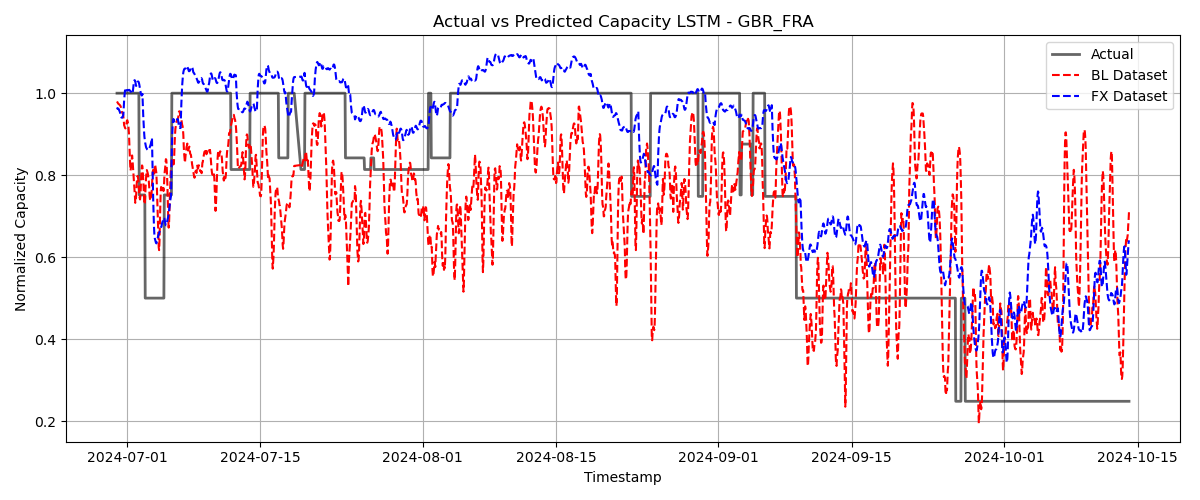 Actual vs Predicted Capacity LSTM - GBR_FRA
Actual
BL Dataset
FX Dataset
Normalized Capacity
1.0
0.8
0.6
0.4
0.2
2024-07-01
2024-07-15
2024-08-01
2024-08-15
2024-09-01
2024-09-15
2024-10-01
2024-10-15
Timestamp